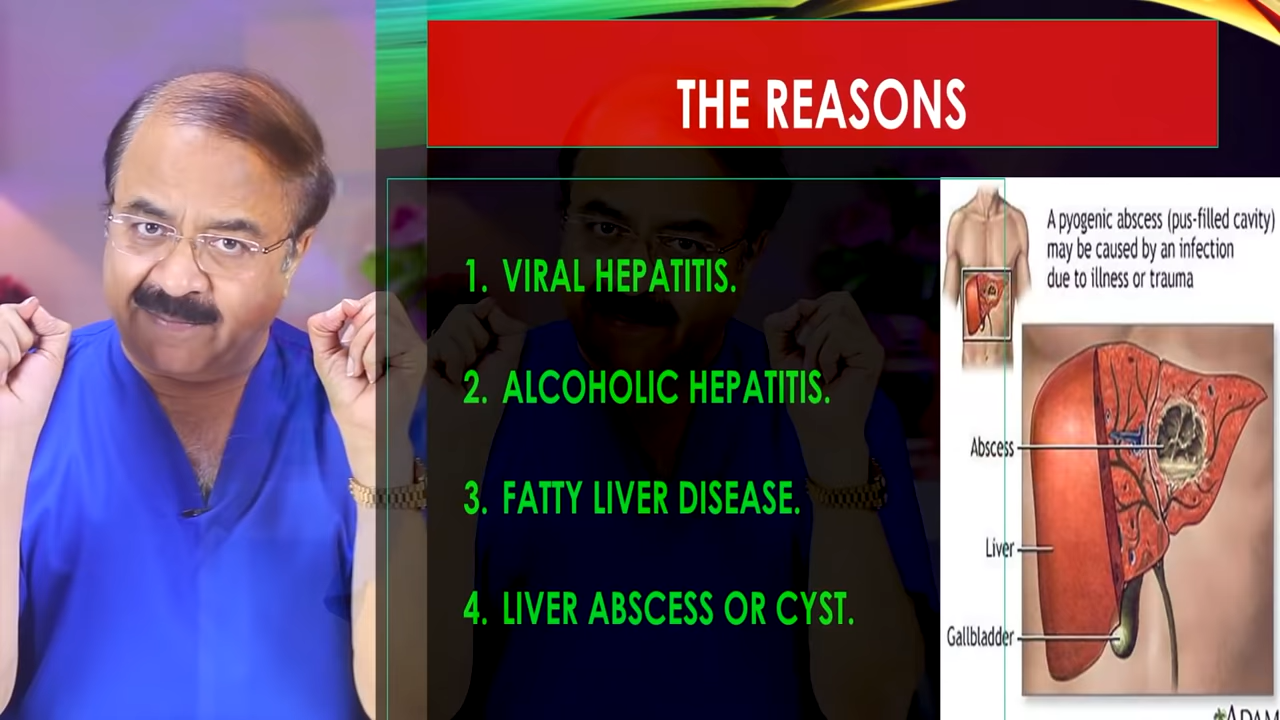 THE REASONS
1. VIRAL HEPATITIS.
2. ALCOHOLIC HEPATITIS.
3. FATTY LIVER DISEASE.
4. LIVER ABSCESS OR CYST.
A pyogenic abscess (pus-filled cavity)
may be caused by an infection
due to illness or trauma
Abscess
Liver
Gallbladder
ADAM